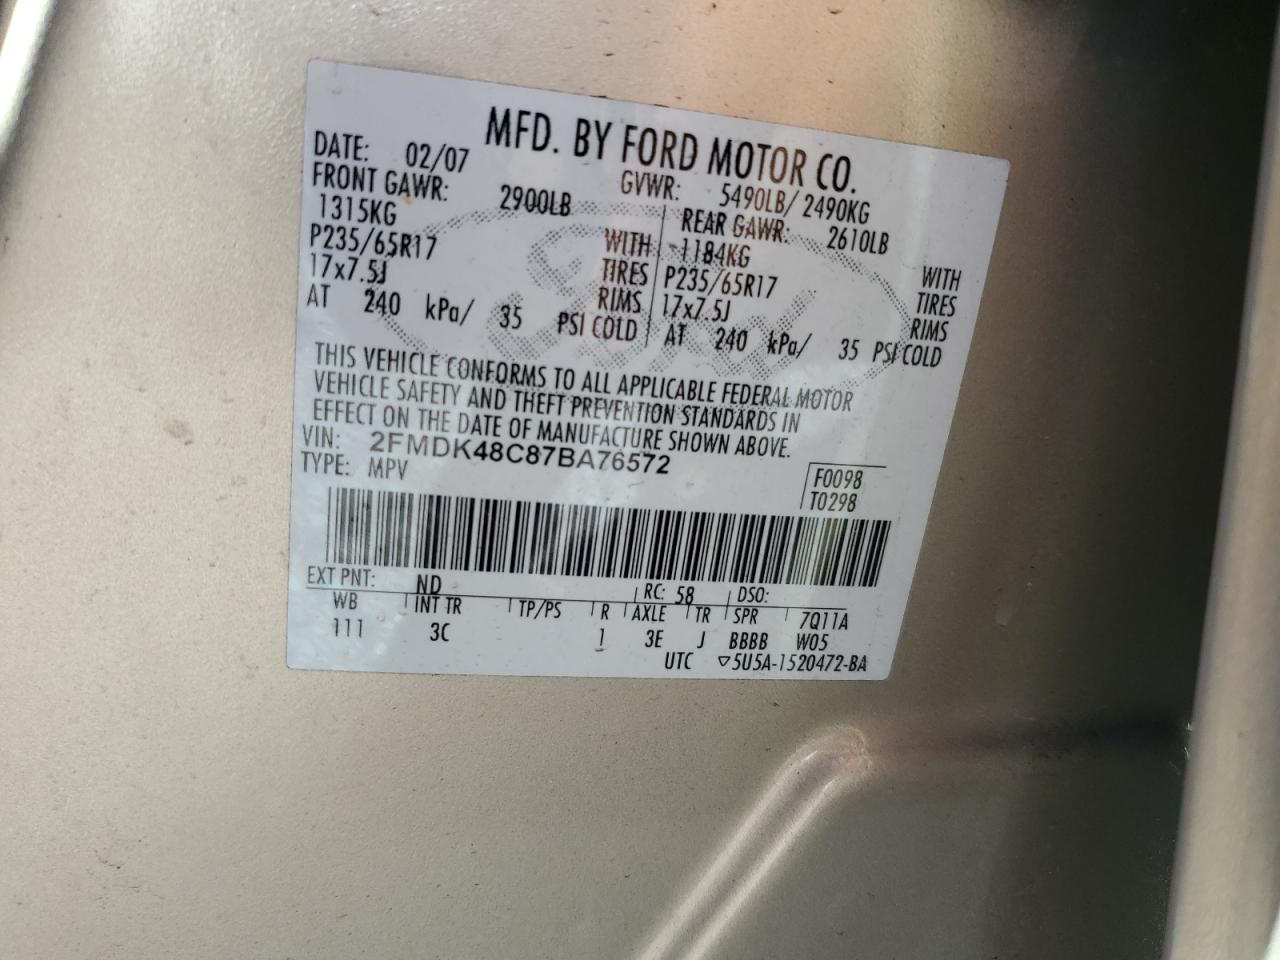 MFD. BY FORD MOTOR CO.
DATE: 02/07 GVWR: 5490LB/ 2490KG
FRONT GAWR: 2900LB REAR GAWR: 2610LB
1315KG WITH 1184KG WITH
P235/65R17 TIRES P235/65R17 TIRES
17x7.5J RIMS 17x7.5J RIMS
AT 240 kPa/ 35 PSI COLD AT 240 kPa/ 35 PSI COLD
THIS VEHICLE CONFORMS TO ALL APPLICABLE FEDERAL MOTOR
VEHICLE SAFETY AND THEFT PREVENTION STANDARDS IN
EFFECT ON THE DATE OF MANUFACTURE SHOWN ABOVE.
VIN: 2FMDK48C87BA76572
TYPE: MPV
F0098
T0298
EXT PNT: ND RC: 58 DSO:
WB INT TR TP/PS R AXLE TR SPR 7Q11A
111 3C 1 3E J BBBB W05
UTC ▽5U5A-1520472-BA
Ford